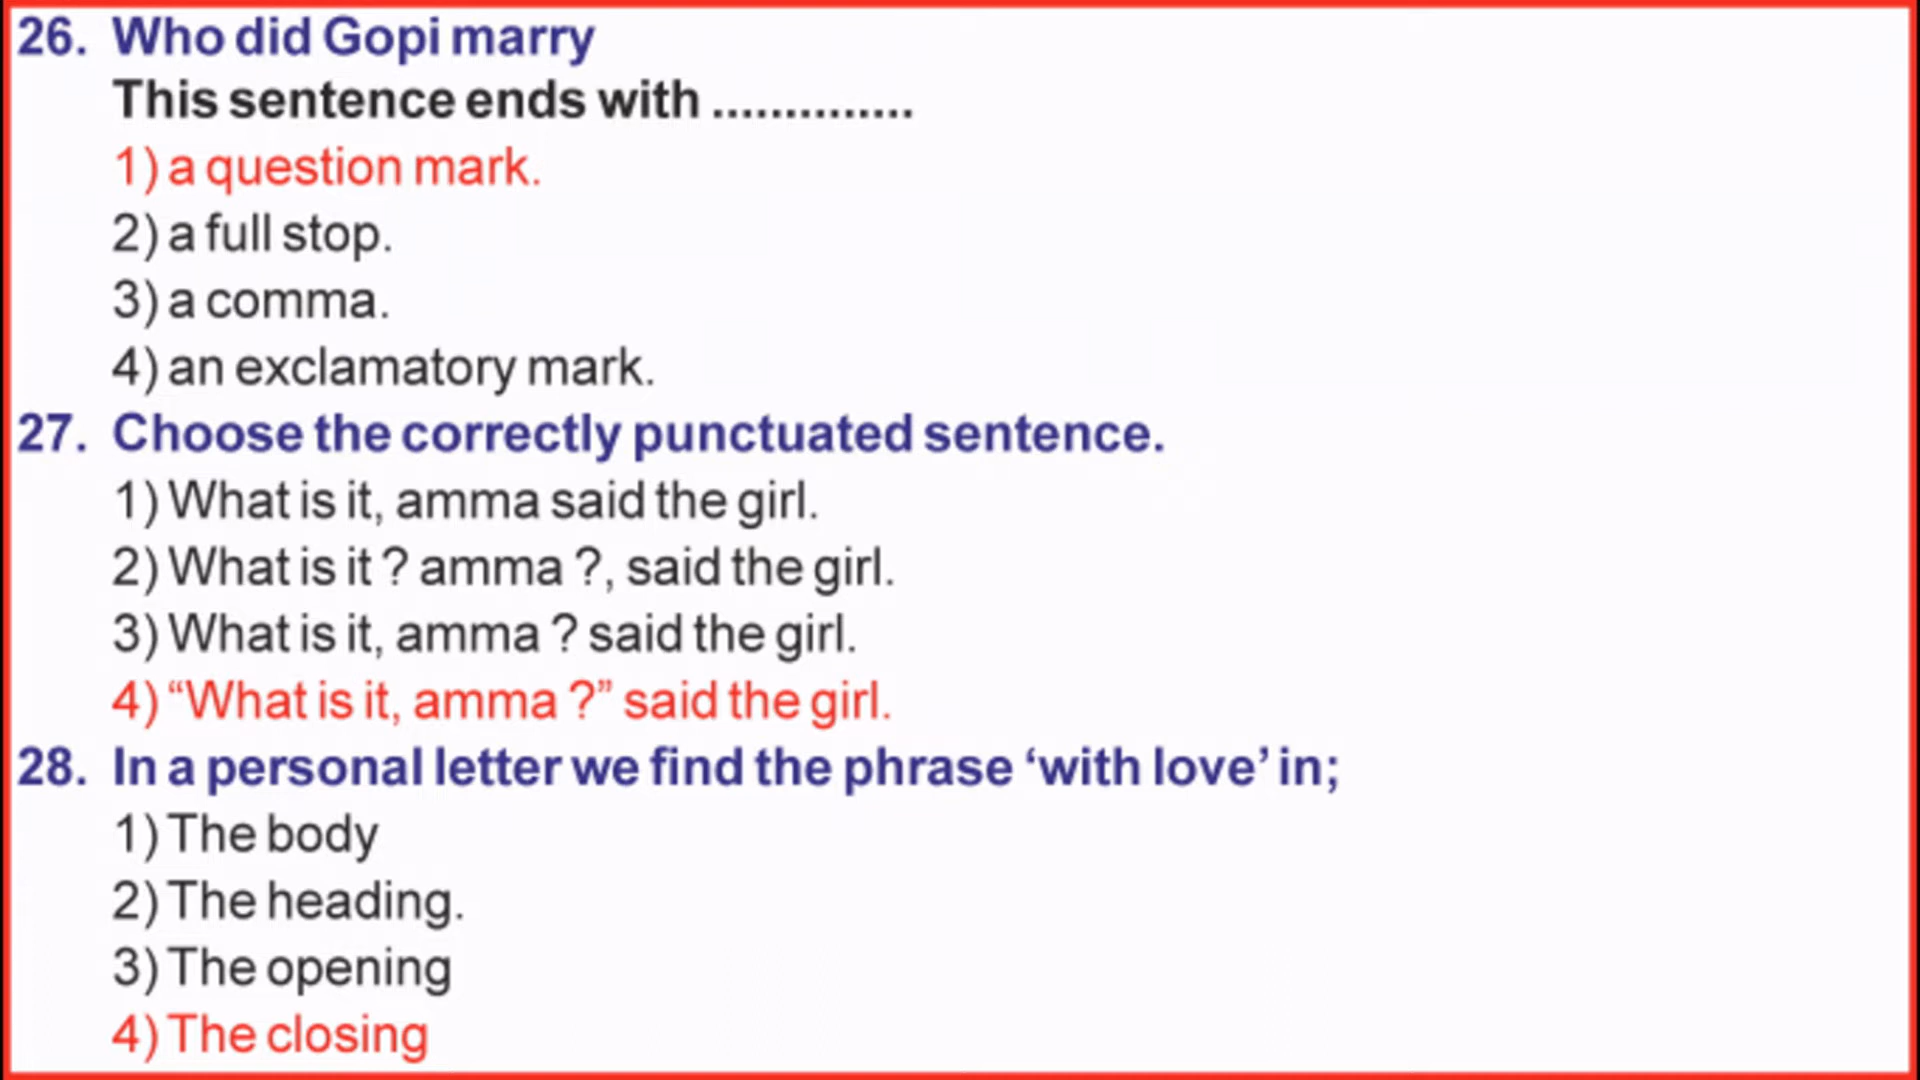 26. Who did Gopi marry
This sentence ends with ..............
1) a question mark.
2) a full stop.
3) a comma.
4) an exclamatory mark.
27. Choose the correctly punctuated sentence.
1) What is it, amma said the girl.
2) What is it ? amma ?, said the girl.
3) What is it, amma ? said the girl.
4) “What is it, amma ?” said the girl.
28. In a personal letter we find the phrase ‘with love’ in;
1) The body
2) The heading.
3) The opening
4) The closing